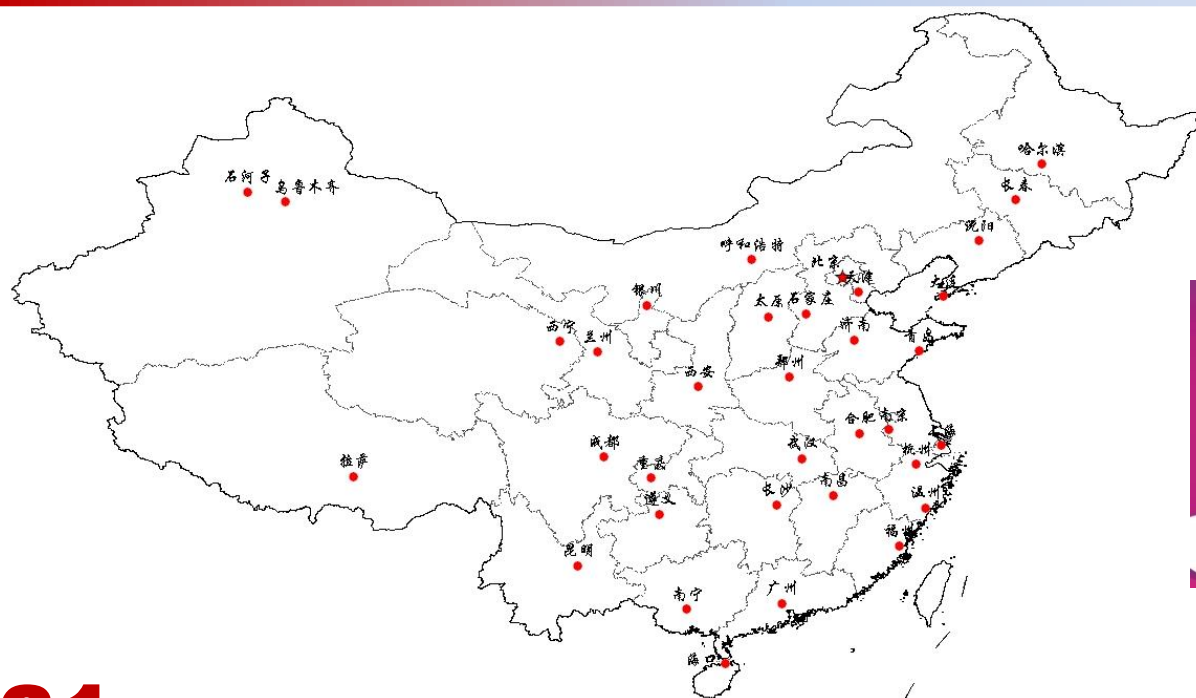 哈尔滨
石河子
乌鲁木齐
长春
沈阳
呼和浩特
北京
天津
大连
银川
太原
石家庄
济南
青岛
西宁
兰州
郑州
西安
合肥
南京
成都
武汉
杭州
重庆
拉萨
南昌
长沙
温州
遵义
福州
昆明
广州
南宁
海口